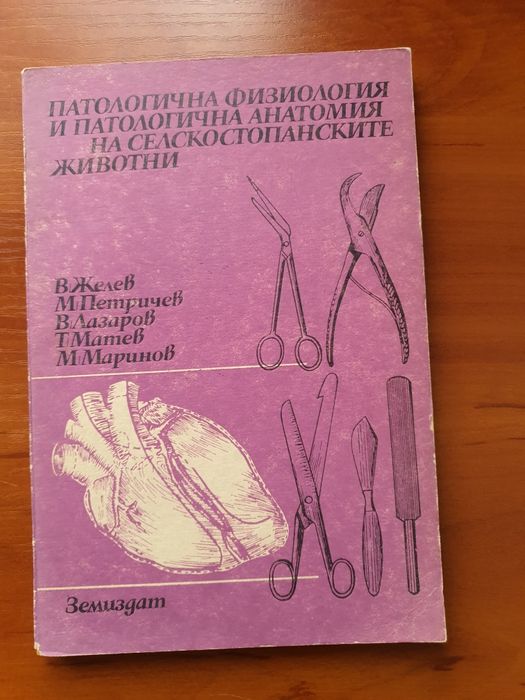 ПАТОЛОГИЧНА ФИЗИОЛОГИЯ
И ПАТОЛОГИЧНА АНАТОМИЯ
НА СЕЛСКОСТОПАНСКИТЕ
ЖИВОТНИ
В. Желев
М. Петричев
В. Лазаров
Т. Матев
М. Маринов
Земиздат